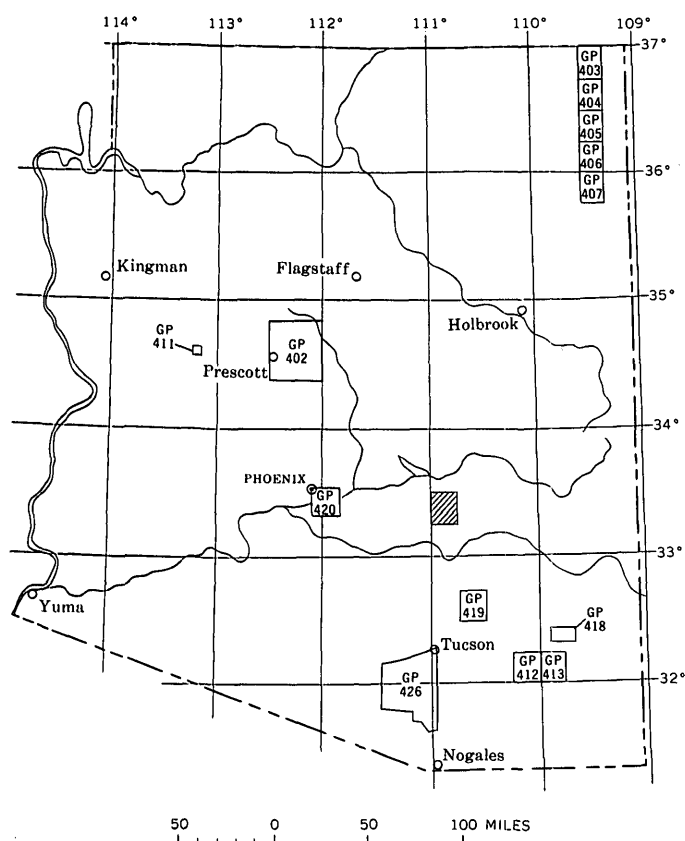 114° 113° 112° 111° 110° 109°
37°
GP
403
GP
404
GP
405
GP
406
GP
407
36°
Kingman
Flagstaff
35°
Holbrook
GP
411
GP
402
Prescott
34°
PHOENIX
GP
420
33°
Yuma
GP
419
GP
418
Tucson
GP
412
GP
413
GP
426
32°
Nogales
50 0 50 100 MILES